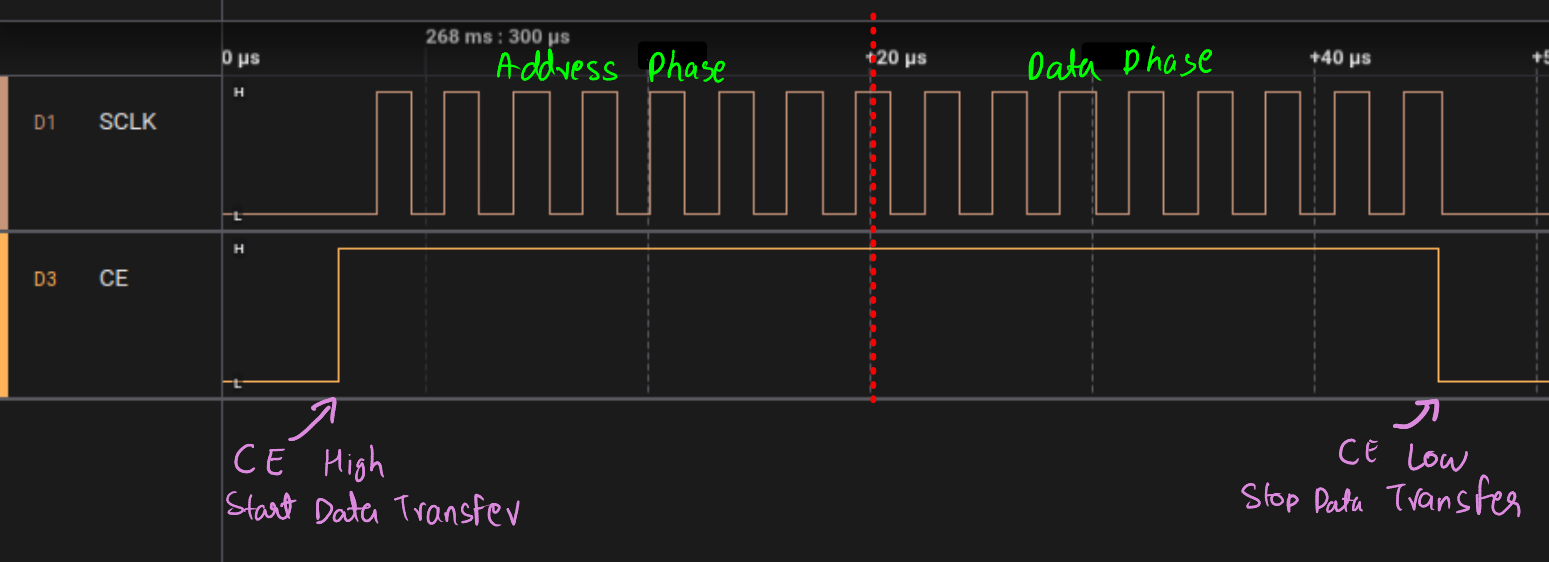 268 ms : 300 µs
0 µs
+20 µs
+40 µs
+5
Address Phase
Data Phase
H
D1 SCLK
L
H
D3 CE
L
CE High
Start Data Transfer
CE Low
Stop Data Transfer